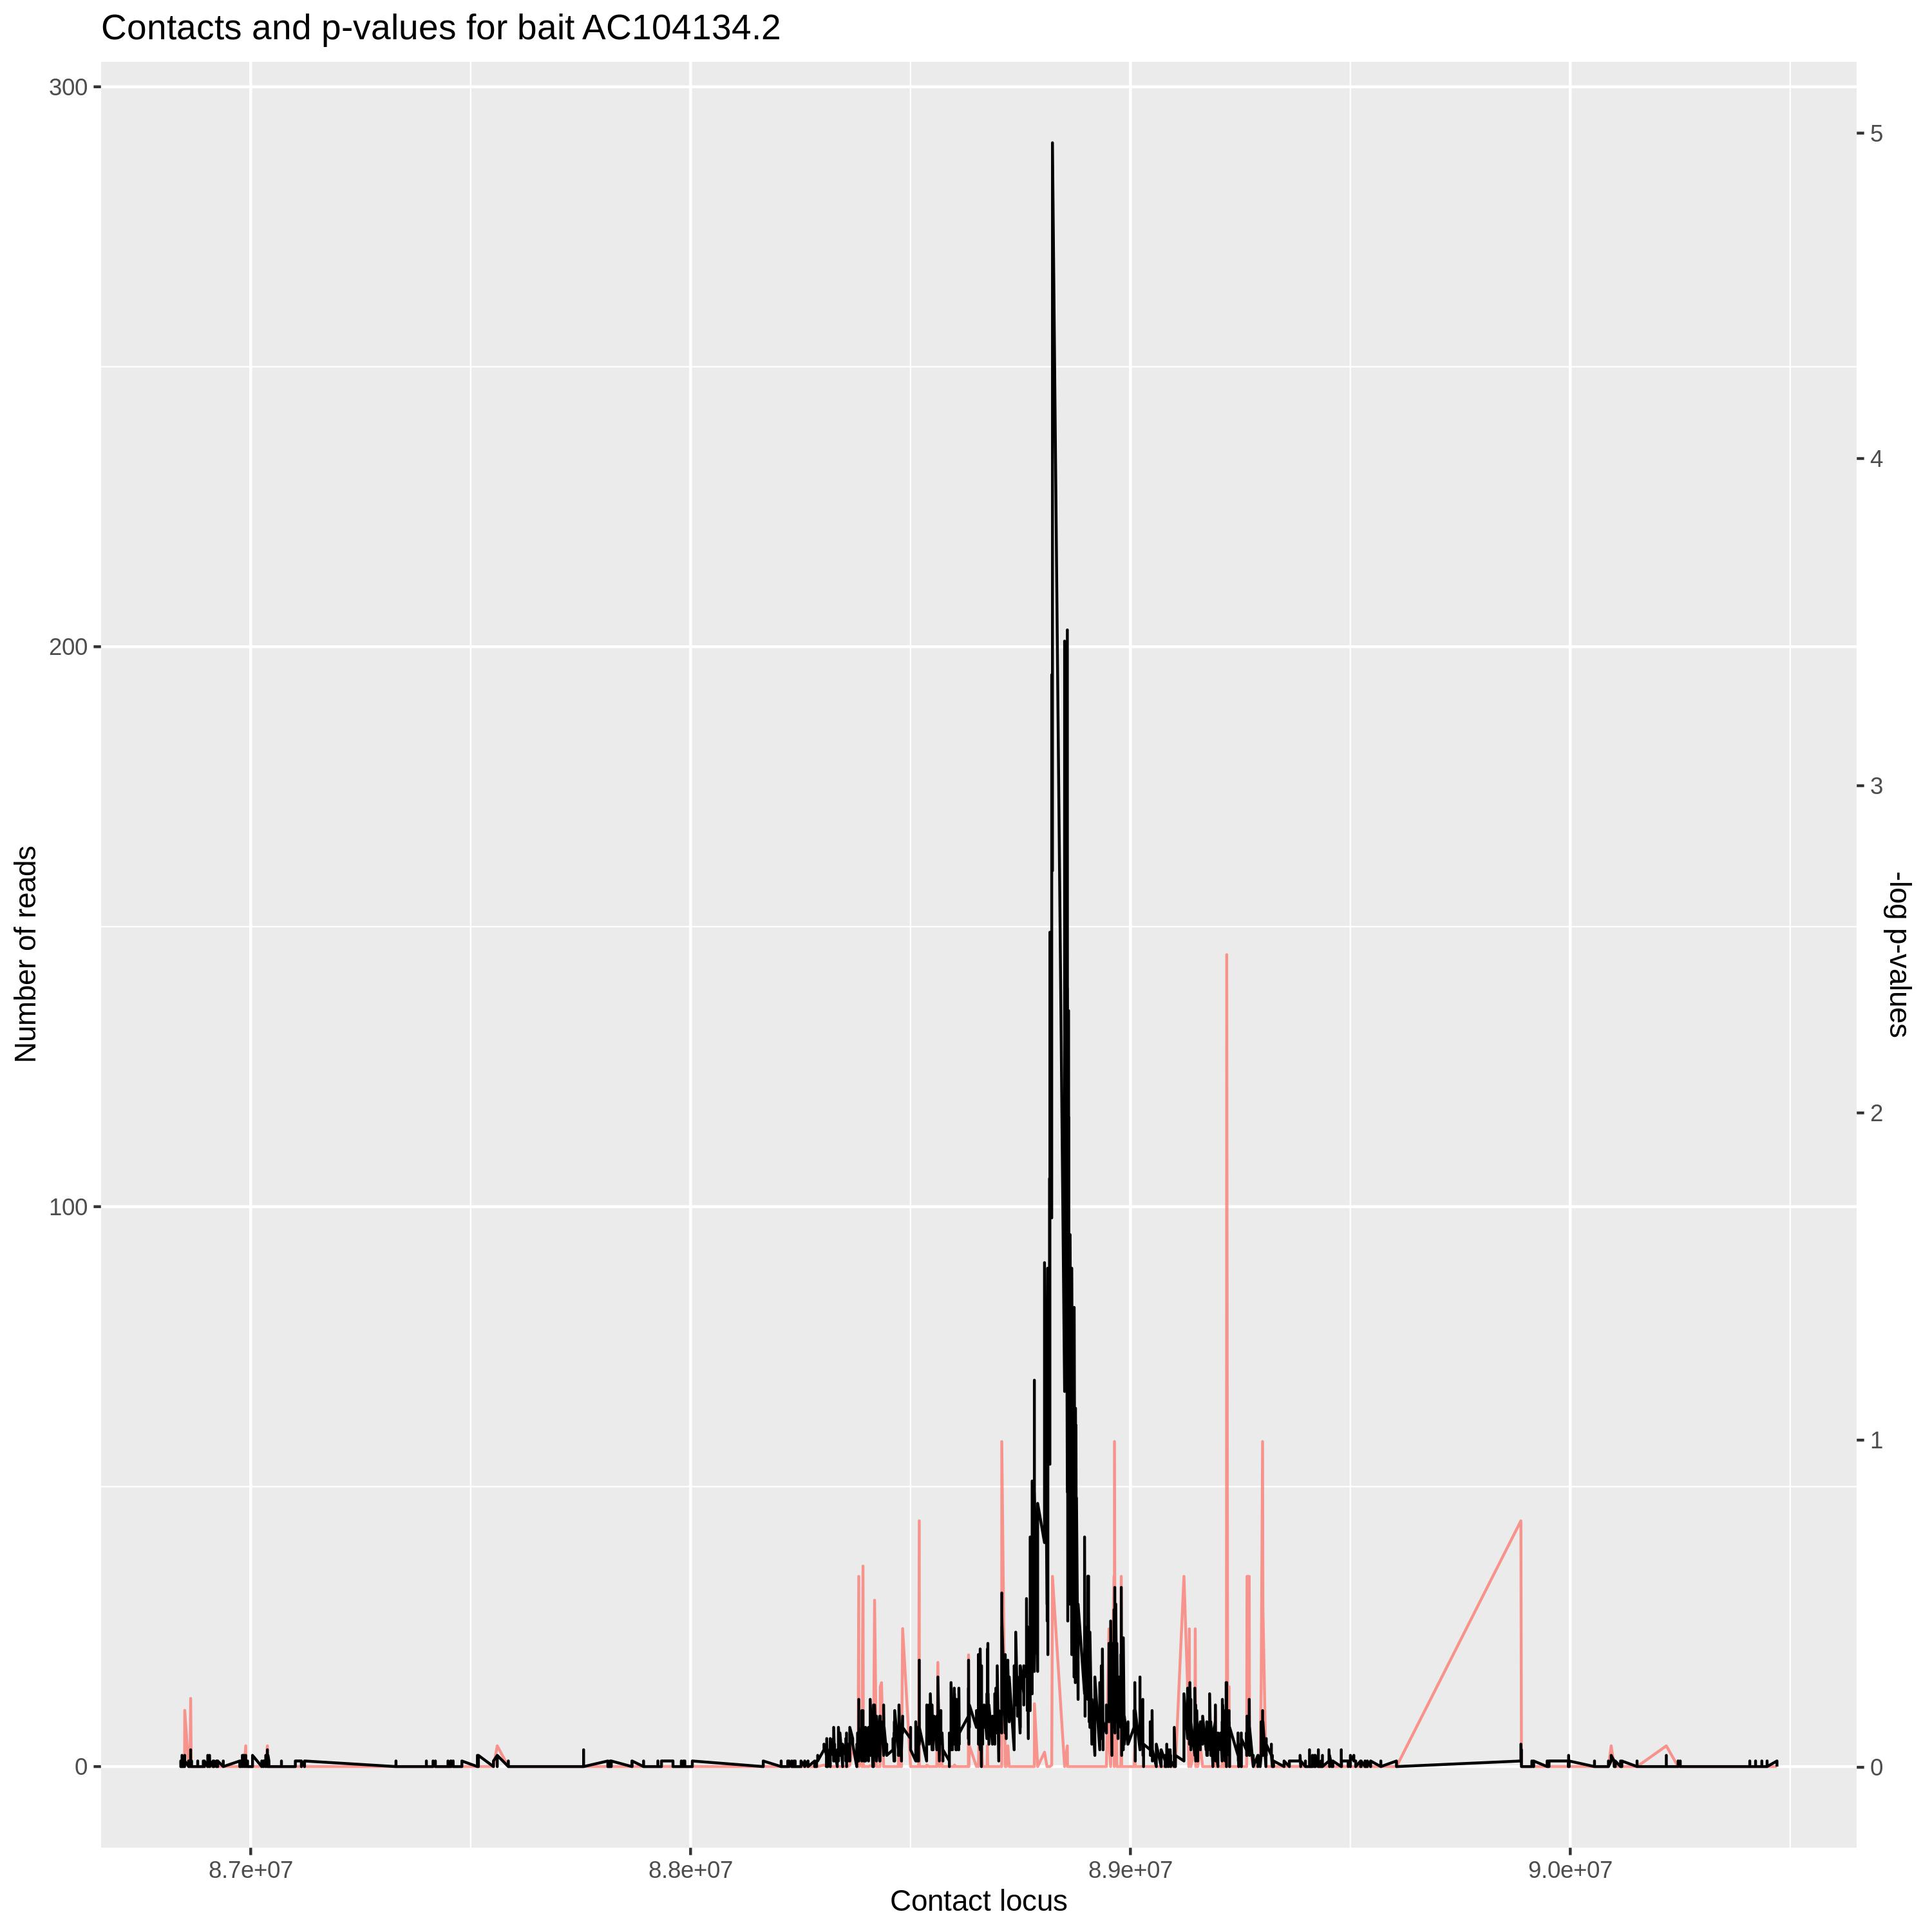 Contacts and p-values for bait AC104134.2
300
200
100
0
Number of reads
5
4
3
2
1
0
-log p-values
8.7e+07
8.8e+07
8.9e+07
9.0e+07
Contact locus